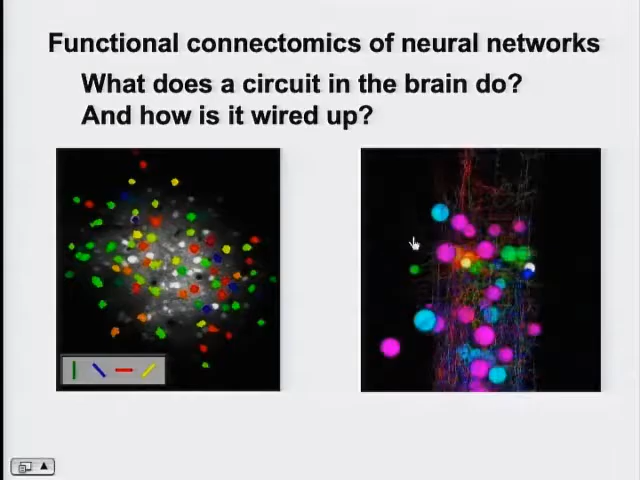 Functional connectomics of neural networks
What does a circuit in the brain do?
And how is it wired up?